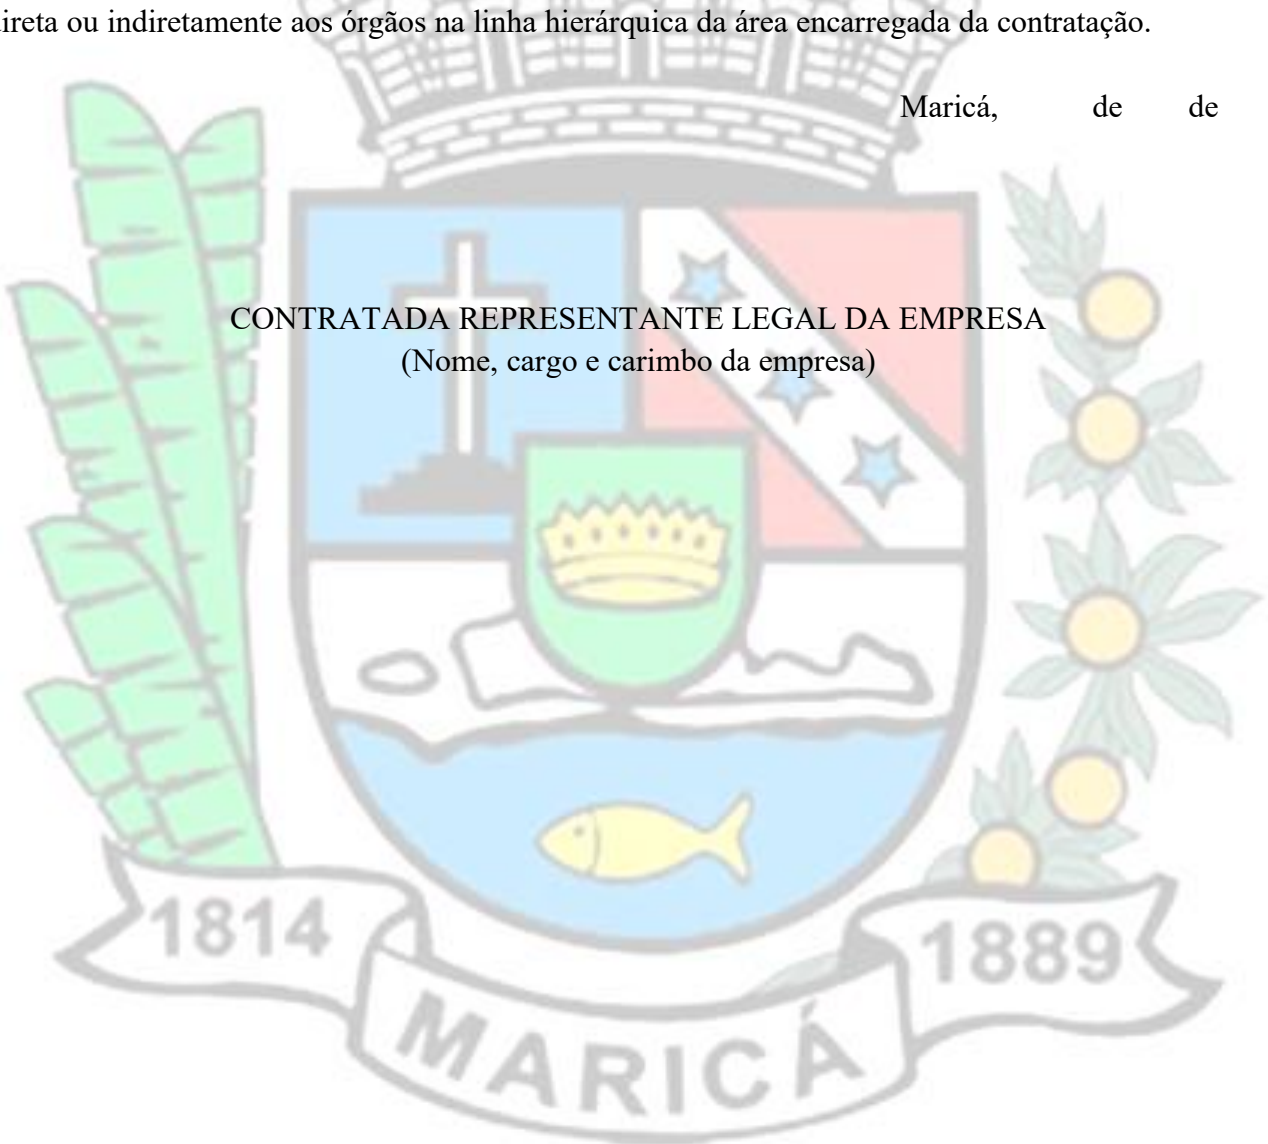 direta ou indiretamente aos órgãos na linha hierárquica da área encarregada da contratação.
Maricá, de de
CONTRATADA REPRESENTANTE LEGAL DA EMPRESA
(Nome, cargo e carimbo da empresa)
1814
1889
MARICÁ